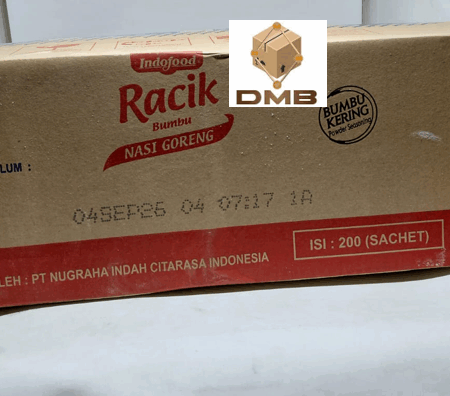 Indofood
Racik
Bumbu
NASI GORENG
DMB
BUMBU
KERING
Powder Seasoning
LUM :
04SEP26 04 07:17 1A
ISI : 200 (SACHET)
LEH : PT NUGRAHA INDAH CITARASA INDONESIA